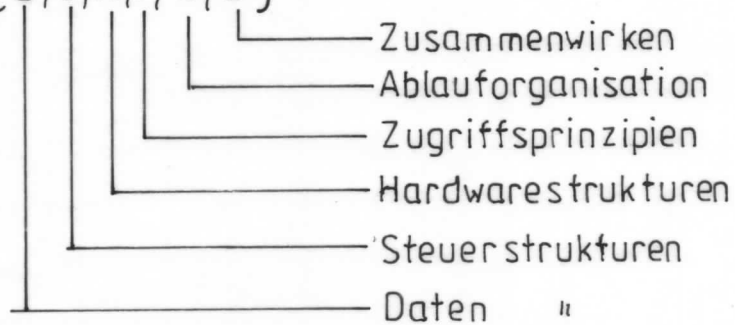 Zusammenwirken
Ablauforganisation
Zugriffsprinzipien
Hardwarestrukturen
Steuerstrukturen
Daten "